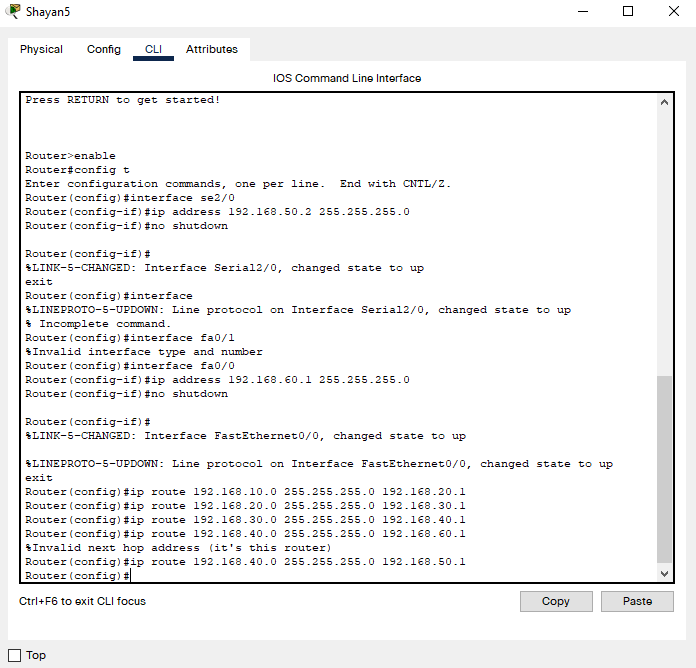 Shayan5
Physical Config CLI Attributes
IOS Command Line Interface
Press RETURN to get started!
Router>enable
Router#config t
Enter configuration commands, one per line.  End with CNTL/Z.
Router(config)#interface se2/0
Router(config-if)#ip address 192.168.50.2 255.255.255.0
Router(config-if)#no shutdown
Router(config-if)#
%LINK-5-CHANGED: Interface Serial2/0, changed state to up
exit
Router(config)#interface
%LINEPROTO-5-UPDOWN: Line protocol on Interface Serial2/0, changed state to up
% Incomplete command.
Router(config)#interface fa0/1
%Invalid interface type and number
Router(config)#interface fa0/0
Router(config-if)#ip address 192.168.60.1 255.255.255.0
Router(config-if)#no shutdown
Router(config-if)#
%LINK-5-CHANGED: Interface FastEthernet0/0, changed state to up
%LINEPROTO-5-UPDOWN: Line protocol on Interface FastEthernet0/0, changed state to up
exit
Router(config)#ip route 192.168.10.0 255.255.255.0 192.168.20.1
Router(config)#ip route 192.168.20.0 255.255.255.0 192.168.30.1
Router(config)#ip route 192.168.30.0 255.255.255.0 192.168.40.1
Router(config)#ip route 192.168.40.0 255.255.255.0 192.168.60.1
%Invalid next hop address (it's this router)
Router(config)#ip route 192.168.40.0 255.255.255.0 192.168.50.1
Router(config)#
Ctrl+F6 to exit CLI focus
Copy Paste
Top